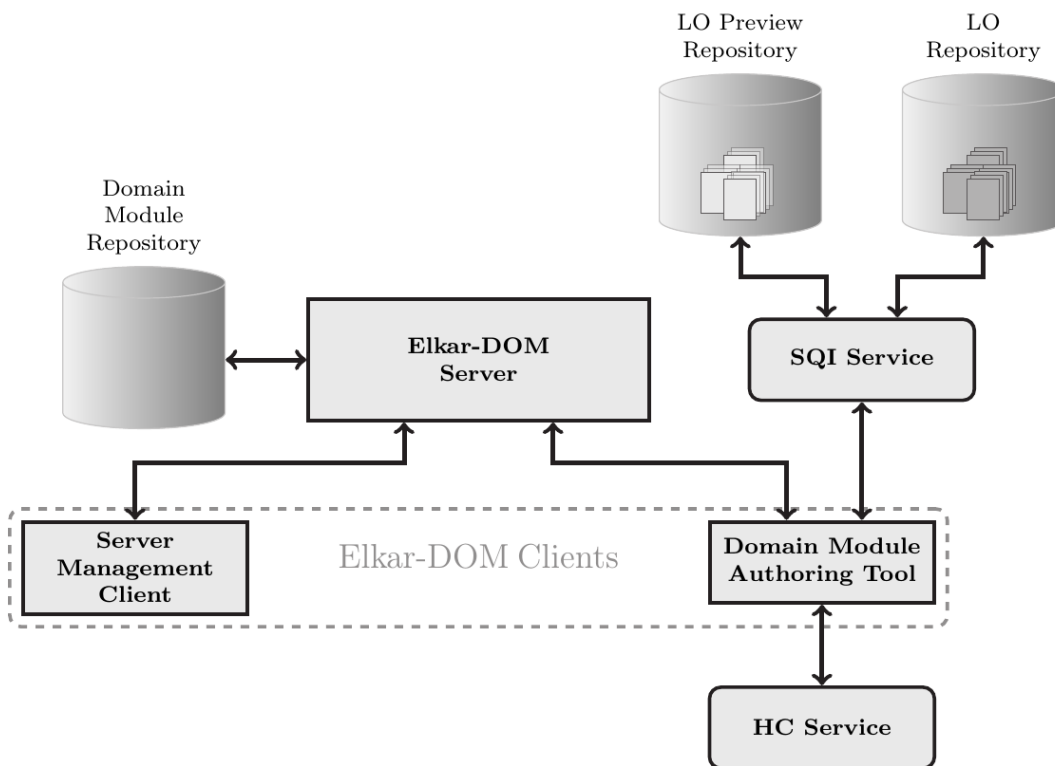 LO Preview
Repository
LO
Repository
Domain
Module
Repository
Elkar-DOM
Server
SQI Service
Server
Management
Client
Elkar-DOM Clients
Domain Module
Authoring Tool
HC Service